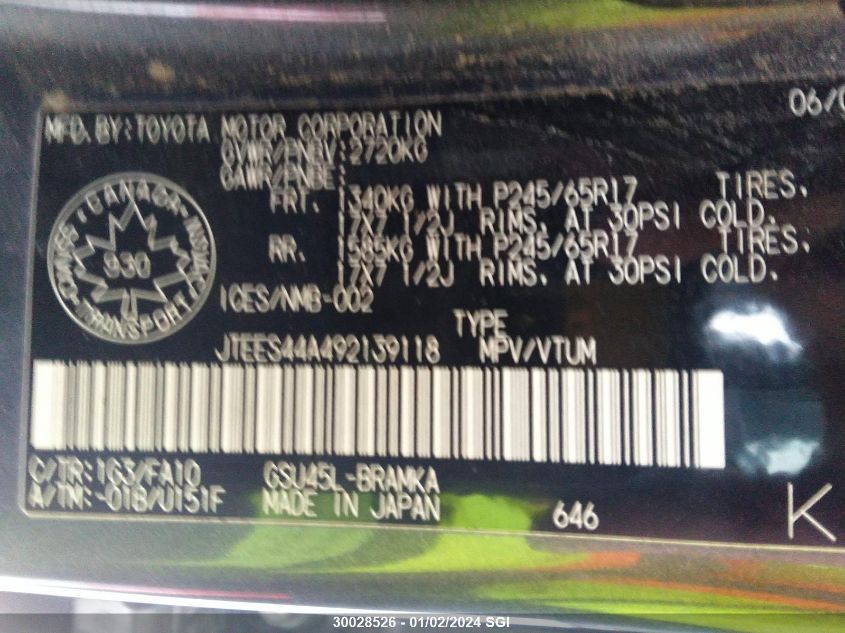 MFD. BY: TOYOTA MOTOR CORPORATION 06/0
GVWR/PNBV: 2720KG
GAWR/PNBE:
FRT. 1340KG WITH P245/65R17 TIRES.
17X7 1/2J RIMS. AT 30PSI COLD.
RR. 1585KG WITH P245/65R17 TIRES.
17X7 1/2J RIMS. AT 30PSI COLD.
CANADA
930
TRANSPORT
ICES/NMB-002
TYPE
JTEES44A492139118 MPV/VTUM
C/TR: 1G3/FA10 GSU45L-BRAMKA
A/TM: -01B/U151F MADE IN JAPAN
646
K
30028526 - 01/02/2024 SGI